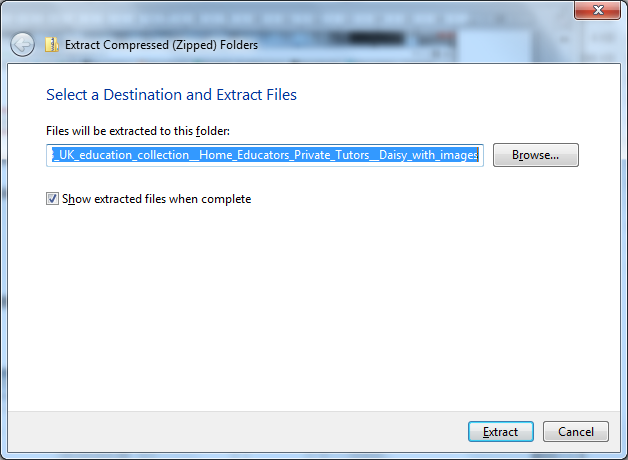 Extract Compressed (Zipped) Folders
Select a Destination and Extract Files
Files will be extracted to this folder:
_UK_education_collection__Home_Educators_Private_Tutors__Daisy_with_images
Browse...
Show extracted files when complete
Extract
Cancel